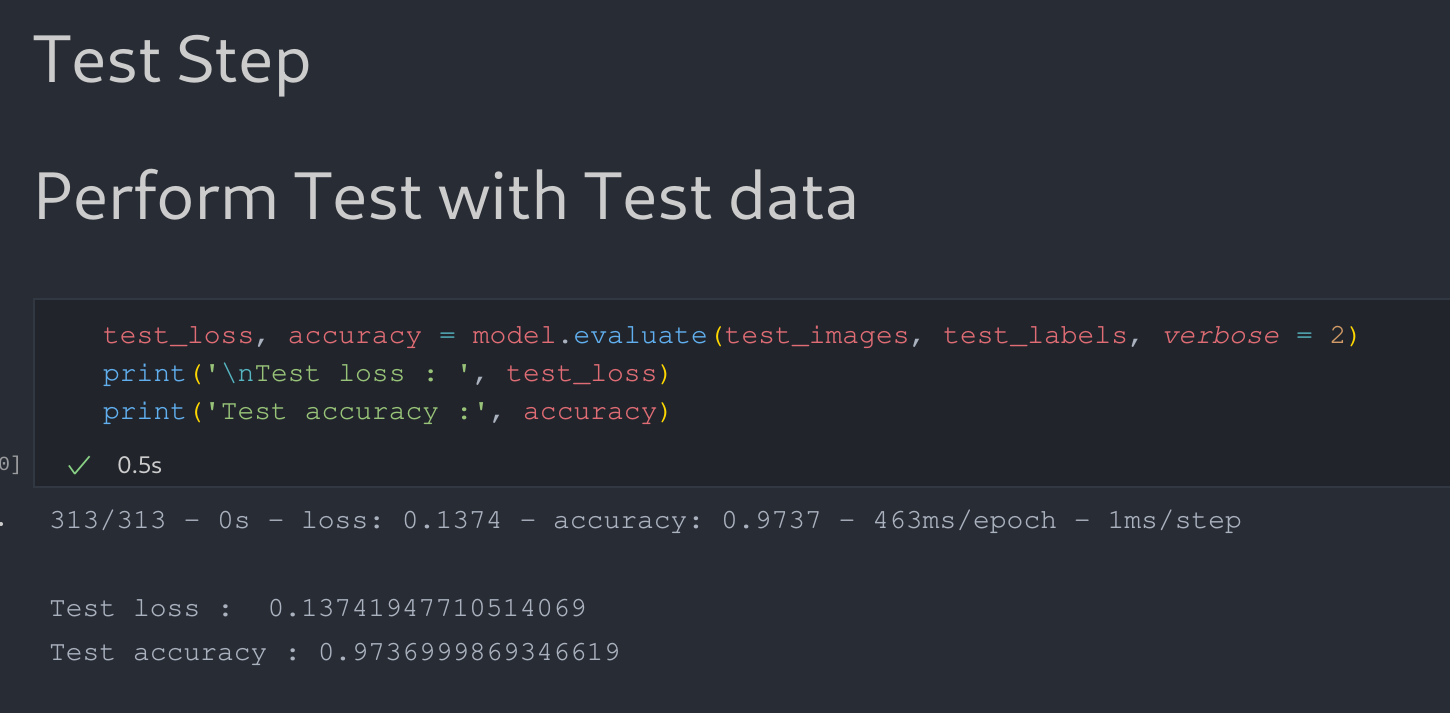 Test Step
Perform Test with Test data
test_loss, accuracy = model.evaluate(test_images, test_labels, verbose = 2)
print('\nTest loss : ', test_loss)
print('Test accuracy :', accuracy)
0]
✓ 0.5s
313/313 - 0s - loss: 0.1374 - accuracy: 0.9737 - 463ms/epoch - 1ms/step
Test loss :  0.13741947710514069
Test accuracy : 0.9736999869346619